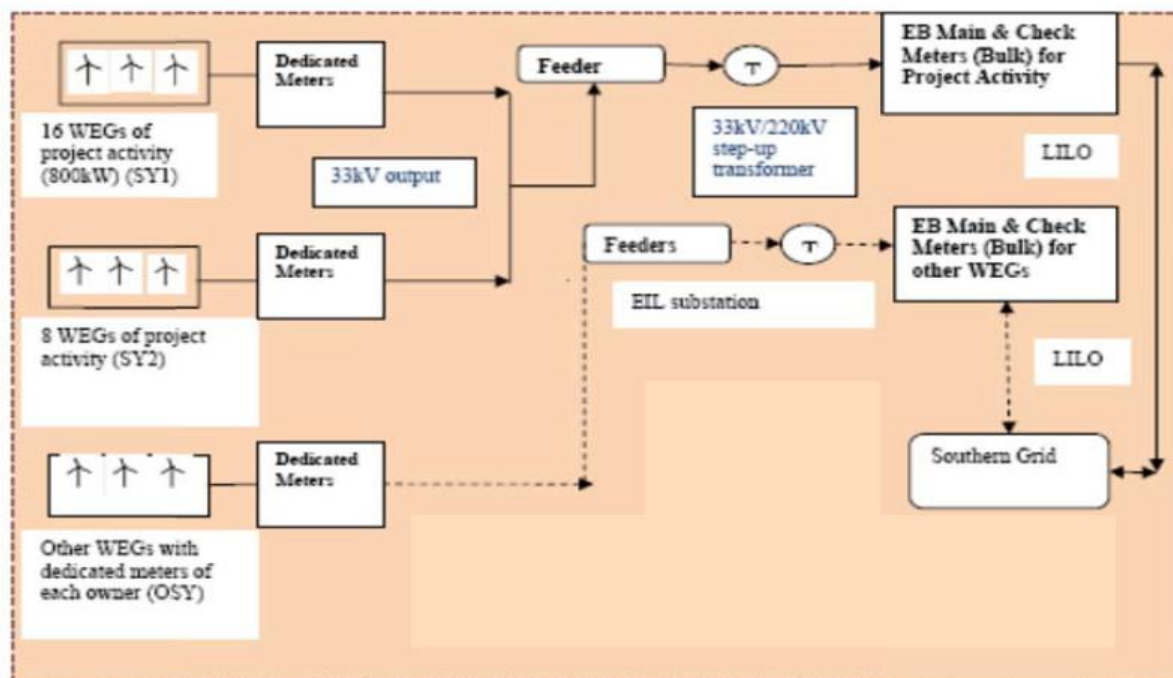 16 WEGs of
project activity
(800kW) (SY1)
Dedicated
Meters
33kV output
Feeder
T
33kV/220kV
step-up
transformer
EB Main & Check
Meters (Bulk) for
Project Activity
LILO
8 WEGs of project
activity (SY2)
Dedicated
Meters
Feeders
T
EIL substation
EB Main & Check
Meters (Bulk) for
other WEGs
LILO
Southern Grid
Other WEGs with
dedicated meters of
each owner (OSY)
Dedicated
Meters